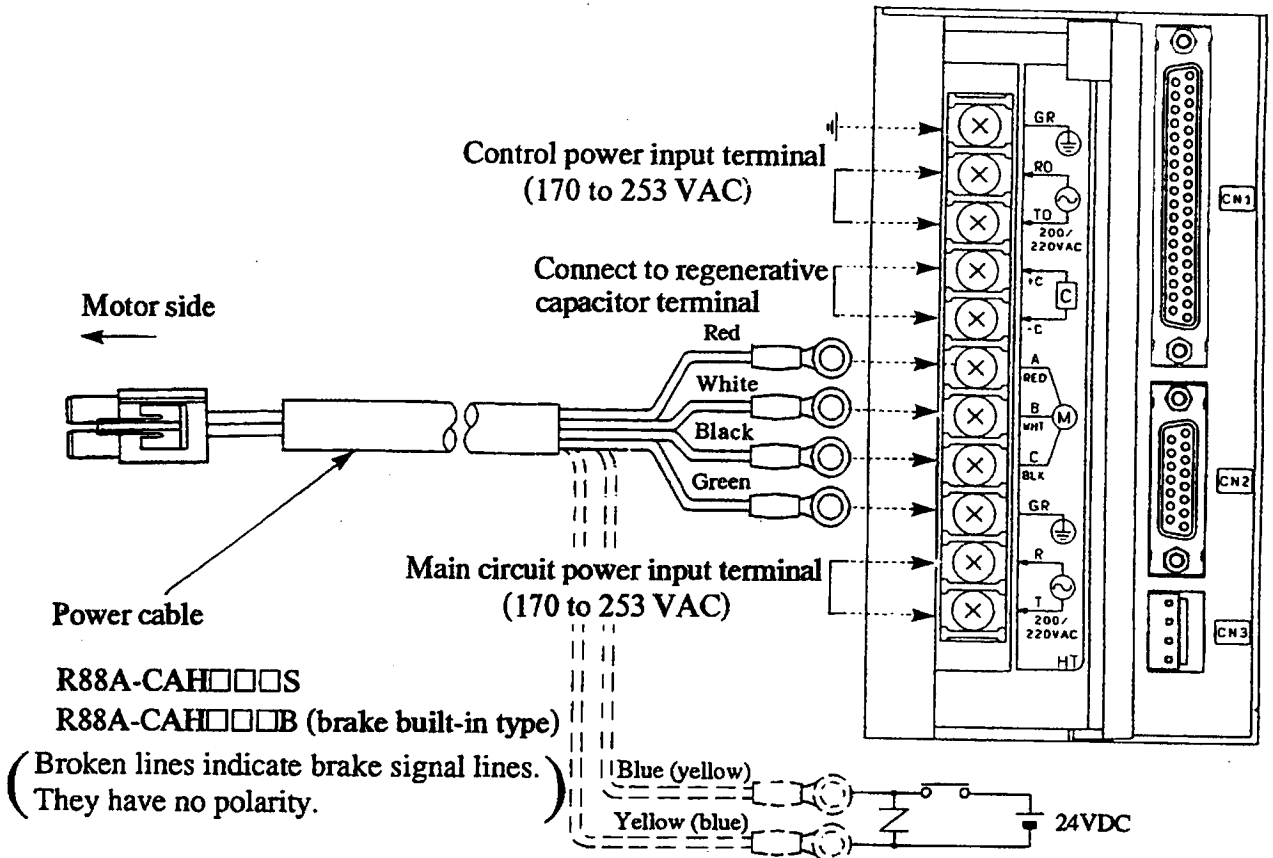 Control power input terminal
(170 to 253 VAC)
Connect to regenerative
capacitor terminal
Motor side
Red
White
Black
Green
Main circuit power input terminal
(170 to 253 VAC)
Power cable
R88A-CAH□□□S
R88A-CAH□□□B (brake built-in type)
(Broken lines indicate brake signal lines.
They have no polarity.)
Blue (yellow)
Yellow (blue)
24VDC
GR
RO
TO
200/
220VAC
+C
C
-C
A
RED
B
WHT
M
C
BLK
GR
R
T
200/
220VAC
HT
CN1
CN2
CN3